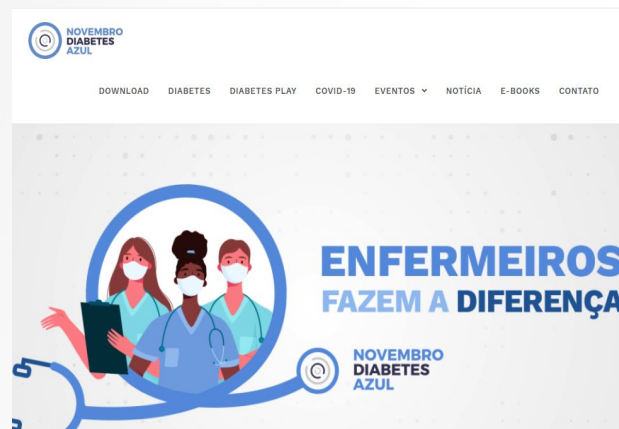 NOVEMBRO
DIABETES
AZUL
DOWNLOAD DIABETES DIABETES PLAY COVID-19 EVENTOS NOTÍCIA E-BOOKS CONTATO
ENFERMEIROS
FAZEM A DIFERENÇA
NOVEMBRO
DIABETES
AZUL